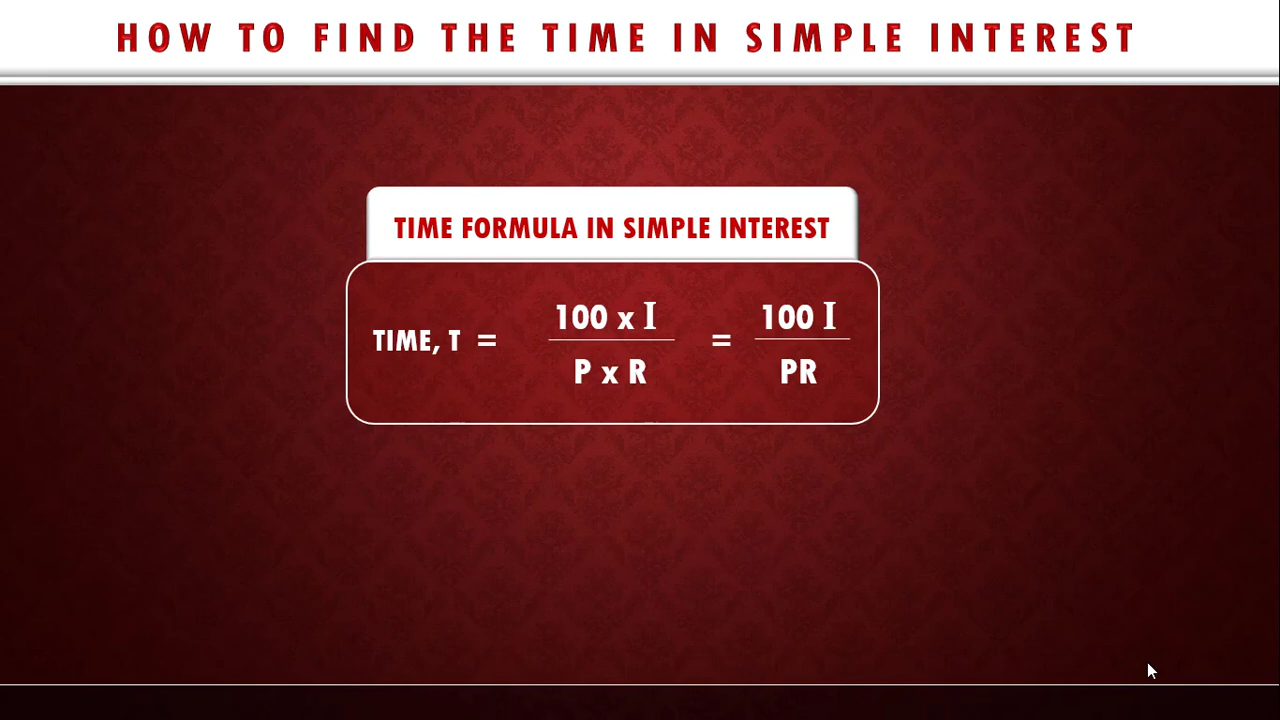 HOW TO FIND THE TIME IN SIMPLE INTEREST
TIME FORMULA IN SIMPLE INTEREST
100 x I 100 I
TIME, T = =
P x R PR